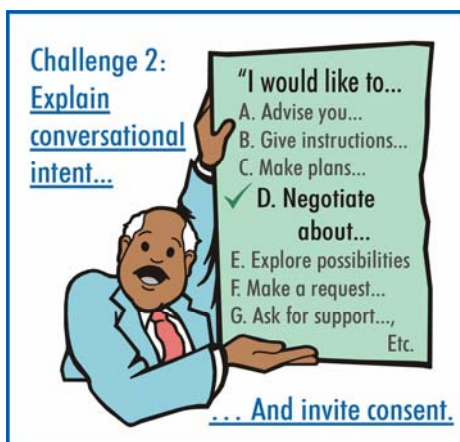 Challenge 2:
Explain
conversational
intent...
“I would like to...
A. Advise you...
B. Give instructions...
C. Make plans...
✓ D. Negotiate
about...
E. Explore possibilities
F. Make a request...
G. Ask for support...,
Etc.
... And invite consent.